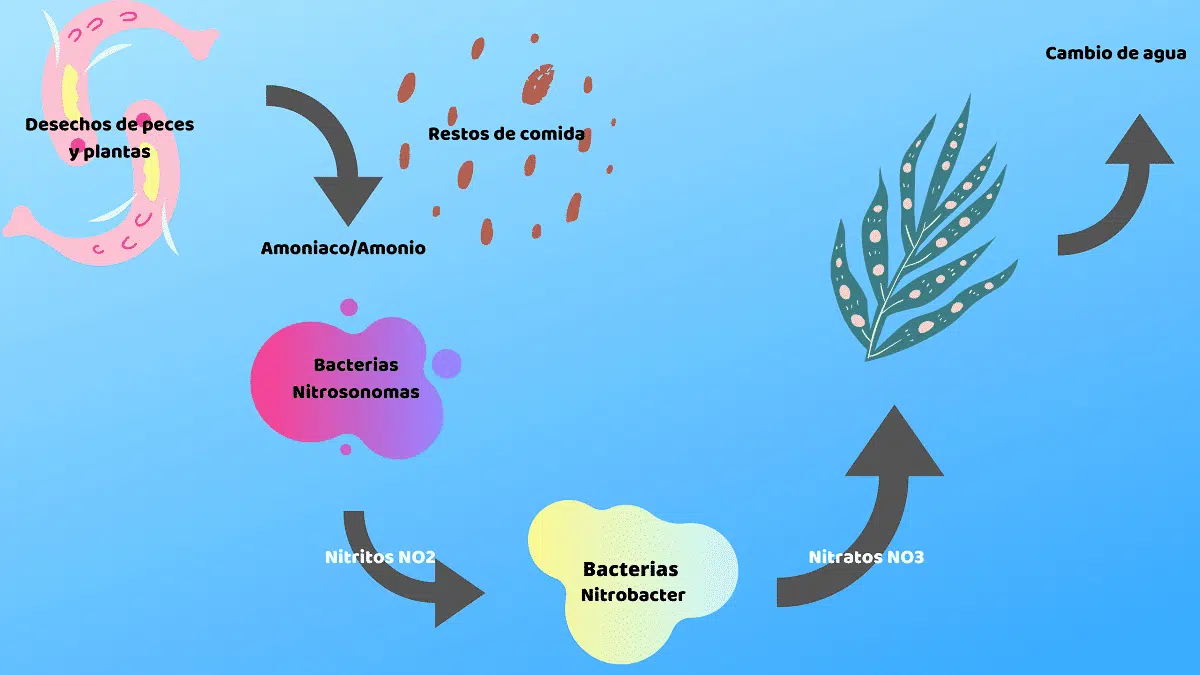 Desechos de peces
y plantas
Restos de comida
Amoniaco/Amonio
Bacterias
Nitrosonomas
Nitritos NO2
Bacterias
Nitrobacter
Nitratos NO3
Cambio de agua